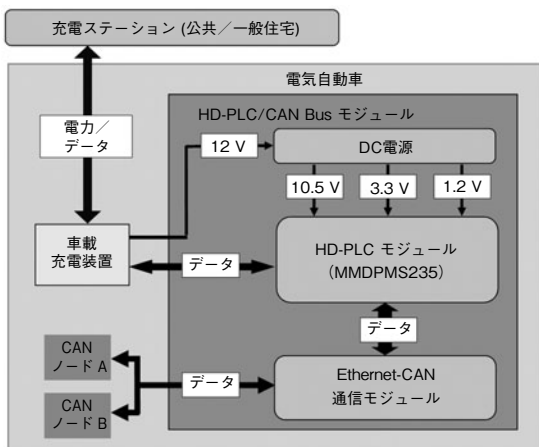 充電ステーション (公共／一般住宅)
電気自動車
HD-PLC/CAN Bus モジュール
電力／
データ
12 V
DC電源
10.5 V
3.3 V
1.2 V
車載
充電装置
データ
HD-PLC モジュール
（MMDPMS235）
データ
CAN
ノード A
CAN
ノード B
データ
Ethernet-CAN
通信モジュール